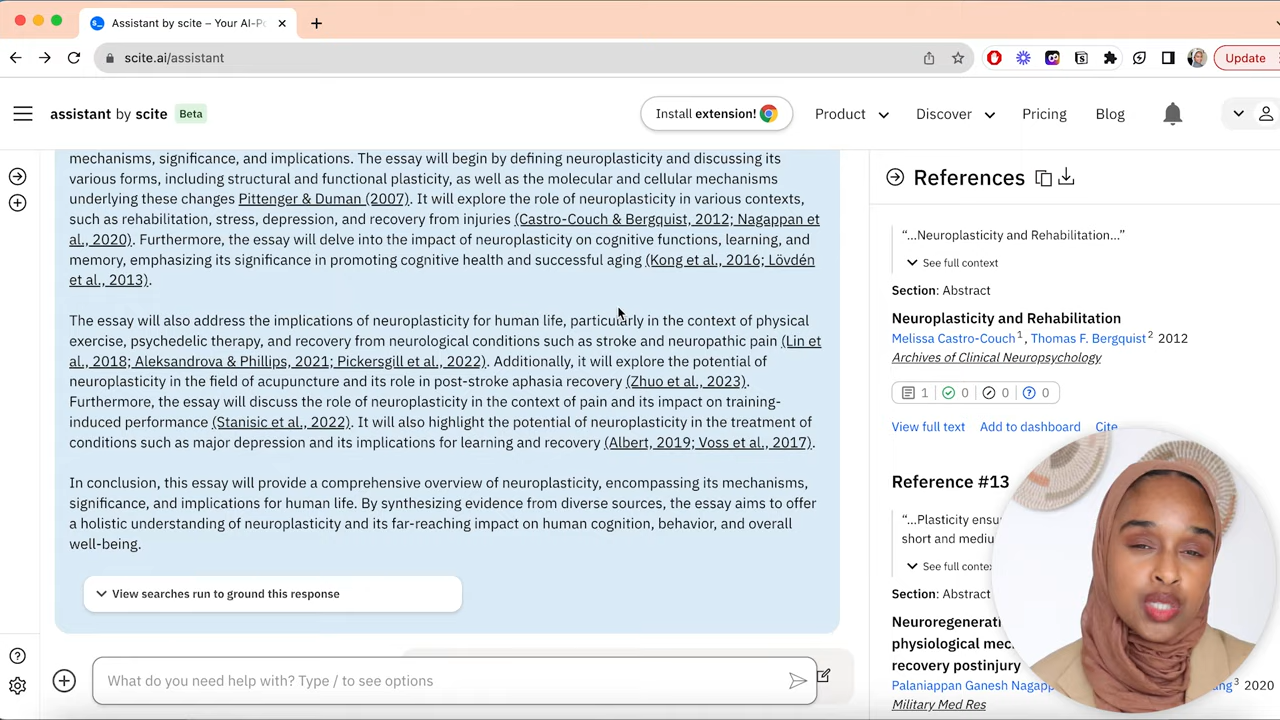 Assistant by scite – Your AI-P
scite.ai/assistant
Update
assistant by scite Beta
Install extension! Product Discover Pricing Blog
mechanisms, significance, and implications. The essay will begin by defining neuroplasticity and discussing its
various forms, including structural and functional plasticity, as well as the molecular and cellular mechanisms
underlying these changes Pittenger & Duman (2007). It will explore the role of neuroplasticity in various contexts,
such as rehabilitation, stress, depression, and recovery from injuries (Castro-Couch & Bergquist, 2012; Nagappan et
al., 2020). Furthermore, the essay will delve into the impact of neuroplasticity on cognitive functions, learning, and
memory, emphasizing its significance in promoting cognitive health and successful aging (Kong et al., 2016; Lövdén
et al., 2013).
The essay will also address the implications of neuroplasticity for human life, particularly in the context of physical
exercise, psychedelic therapy, and recovery from neurological conditions such as stroke and neuropathic pain (Lin et
al., 2018; Aleksandrova & Phillips, 2021; Pickersgill et al., 2022). Additionally, it will explore the potential of
neuroplasticity in the field of acupuncture and its role in post-stroke aphasia recovery (Zhuo et al., 2023).
Furthermore, the essay will discuss the role of neuroplasticity in the context of pain and its impact on training-
induced performance (Stanisic et al., 2022). It will also highlight the potential of neuroplasticity in the treatment of
conditions such as major depression and its implications for learning and recovery (Albert, 2019; Voss et al., 2017).
In conclusion, this essay will provide a comprehensive overview of neuroplasticity, encompassing its mechanisms,
significance, and implications for human life. By synthesizing evidence from diverse sources, the essay aims to offer
a holistic understanding of neuroplasticity and its far-reaching impact on human cognition, behavior, and overall
well-being.
View searches run to ground this response
What do you need help with? Type / to see options
References
“...Neuroplasticity and Rehabilitation...”
See full context
Section: Abstract
Neuroplasticity and Rehabilitation
Melissa Castro-Couch 1, Thomas F. Bergquist 2 2012
Archives of Clinical Neuropsychology
1 0 0 0
View full text Add to dashboard Cite
Reference #13
“...Plasticity ensu
short and mediu
See full contex
Section: Abstract
Neuroregenerati
physiological mec
recovery postinjury
Palaniappan Ganesh Nagapp ang 3 2020
Military Med Res